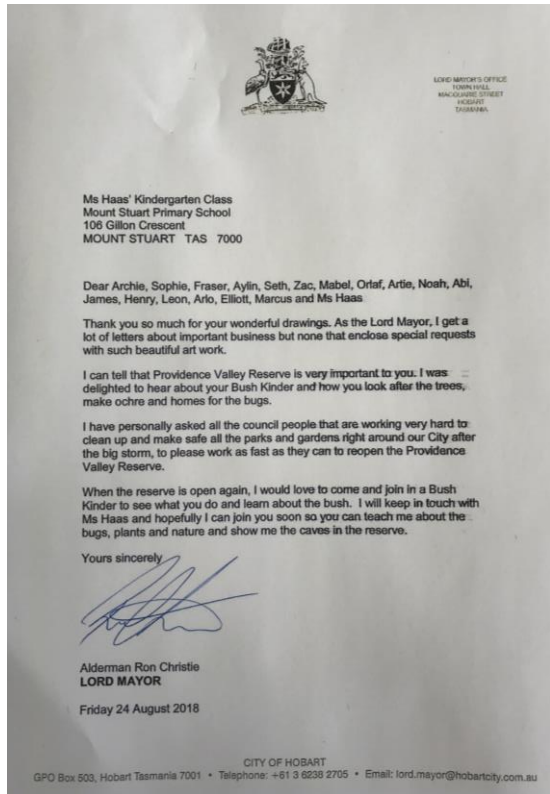 LORD MAYOR'S OFFICE
TOWN HALL
MACQUARIE STREET
HOBART
TASMANIA
Ms Haas' Kindergarten Class
Mount Stuart Primary School
106 Gillon Crescent
MOUNT STUART TAS 7000
Dear Archie, Sophie, Fraser, Aylin, Seth, Zac, Mabel, Orlaf, Artie, Noah, Abi,
James, Henry, Leon, Arlo, Elliott, Marcus and Ms Haas
Thank you so much for your wonderful drawings. As the Lord Mayor, I get a
lot of letters about important business but none that enclose special requests
with such beautiful art work.
I can tell that Providence Valley Reserve is very important to you. I was
delighted to hear about your Bush Kinder and how you look after the trees,
make ochre and homes for the bugs.
I have personally asked all the council people that are working very hard to
clean up and make safe all the parks and gardens right around our City after
the big storm, to please work as fast as they can to reopen the Providence
Valley Reserve.
When the reserve is open again, I would love to come and join in a Bush
Kinder to see what you do and learn about the bush. I will keep in touch with
Ms Haas and hopefully I can join you soon so you can teach me about the
bugs, plants and nature and show me the caves in the reserve.
Yours sincerely
Alderman Ron Christie
LORD MAYOR
Friday 24 August 2018
CITY OF HOBART
GPO Box 503, Hobart Tasmania 7001 • Telephone: +61 3 6238 2705 • Email: lord.mayor@hobartcity.com.au